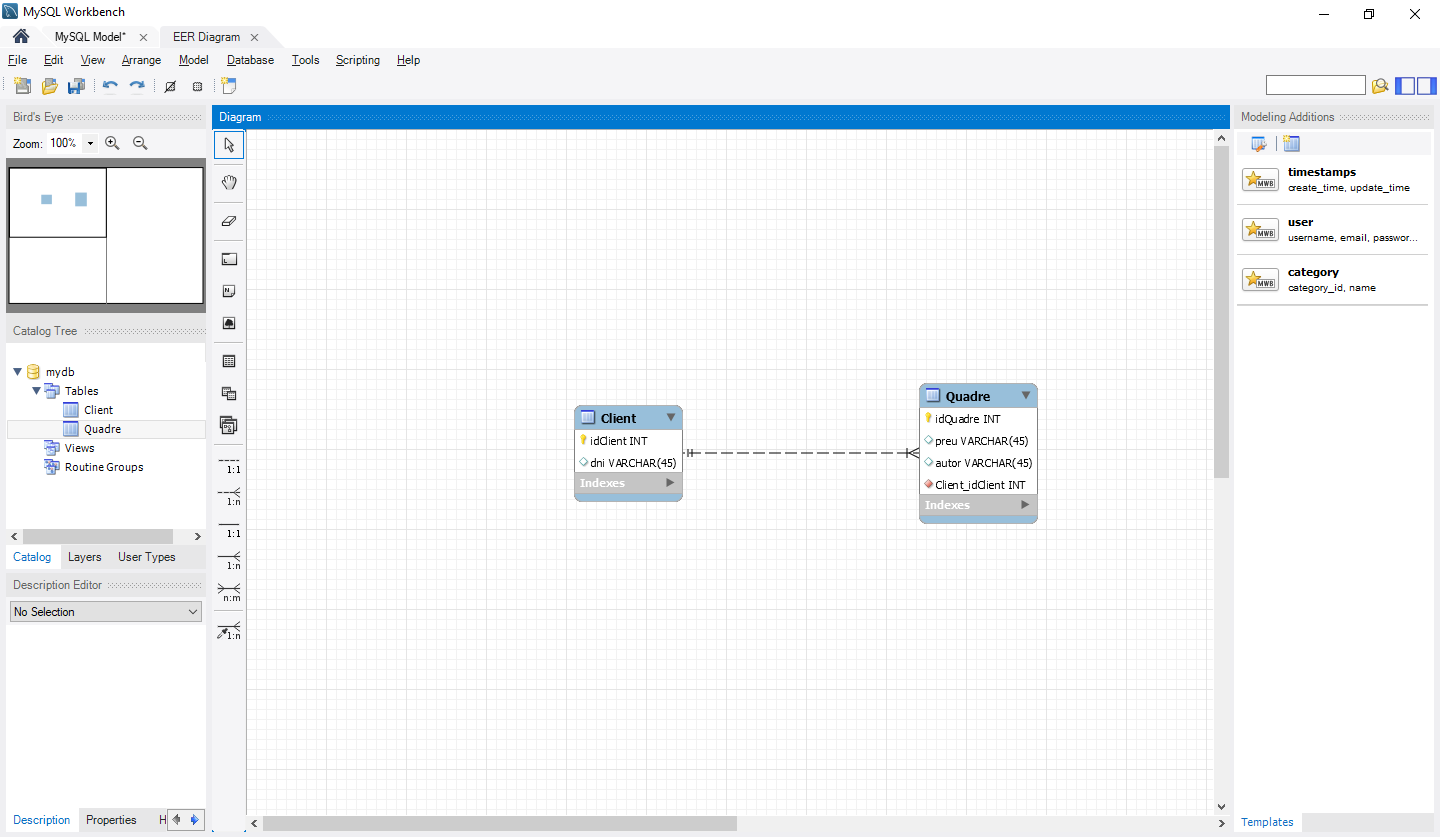 MySQL Workbench
MySQL Model* EER Diagram
File Edit View Arrange Model Database Tools Scripting Help
Bird's Eye
Zoom: 100%
Catalog Tree
mydb
Tables
Client
Quadre
Views
Routine Groups
Catalog Layers User Types
Description Editor
No Selection
Description Properties H
Diagram
1:1
1:n
1:1
1:n
n:m
1:n
Client
idClient INT
dni VARCHAR(45)
Indexes
Quadre
idQuadre INT
preu VARCHAR(45)
autor VARCHAR(45)
Client_idClient INT
Indexes
Modeling Additions
MWB timestamps
create_time, update_time
MWB user
username, email, passwor...
MWB category
category_id, name
Templates